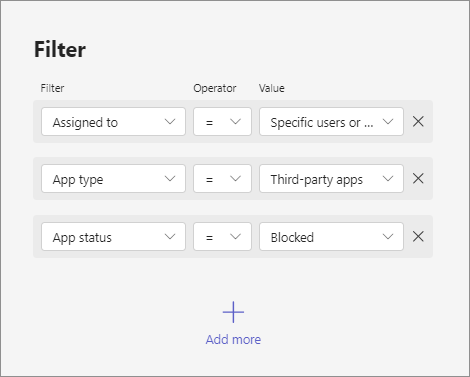 Filter
Filter Operator Value
Assigned to = Specific users or ...
App type = Third-party apps
App status = Blocked
Add more